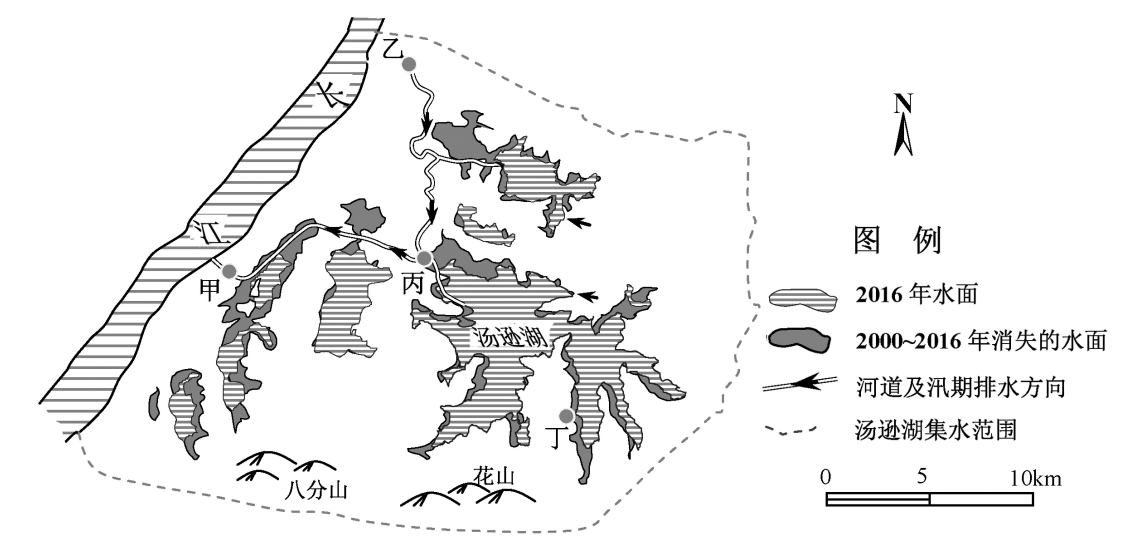 乙
长
江
甲
丙
汤逊湖
丁
八分山
花山
N
图 例
2016 年水面
2000~2016 年消失的水面
河道及汛期排水方向
汤逊湖集水范围
0 5 10km